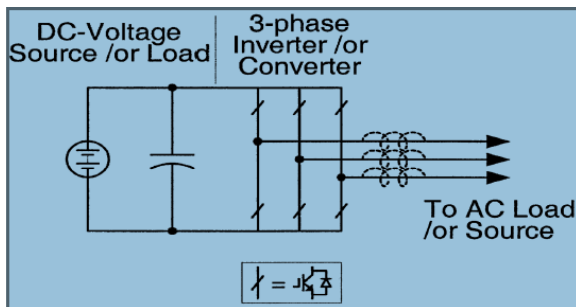 DC-Voltage
Source /or Load
3-phase
Inverter /or
Converter
To AC Load
/or Source
=